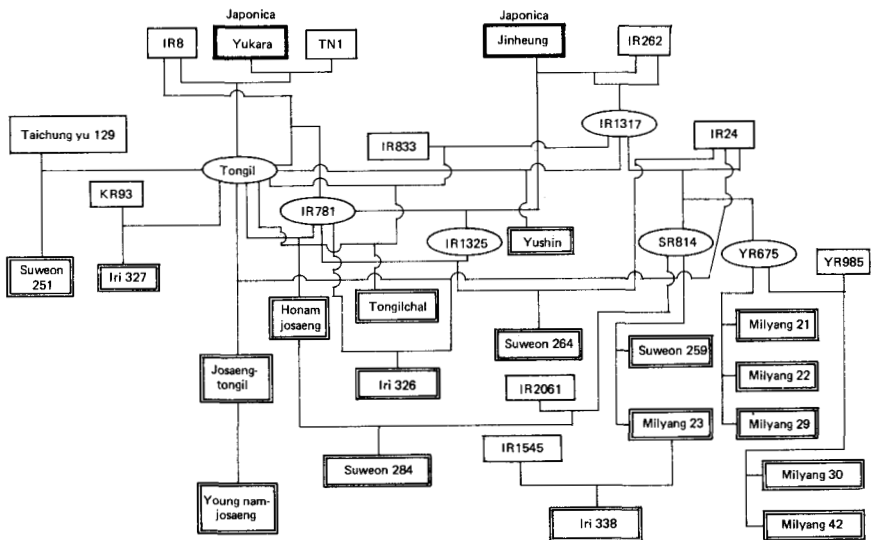 Japonica
Japonica
IR8
Yukara
TN1
Jinheung
IR262
Taichung yu 129
IR833
IR1317
IR24
Tongil
KR93
IR781
IR1325
Yushin
SR814
YR675
YR985
Suweon
251
Iri 327
Honam
josaeng
Tongilchal
Suweon 264
Suweon 259
Milyang 21
Josaeng-
tongil
Iri 326
IR2061
Milyang 22
Milyang 23
Milyang 29
Suweon 284
IR1545
Milyang 30
Young nam-
josaeng
Iri 338
Milyang 42